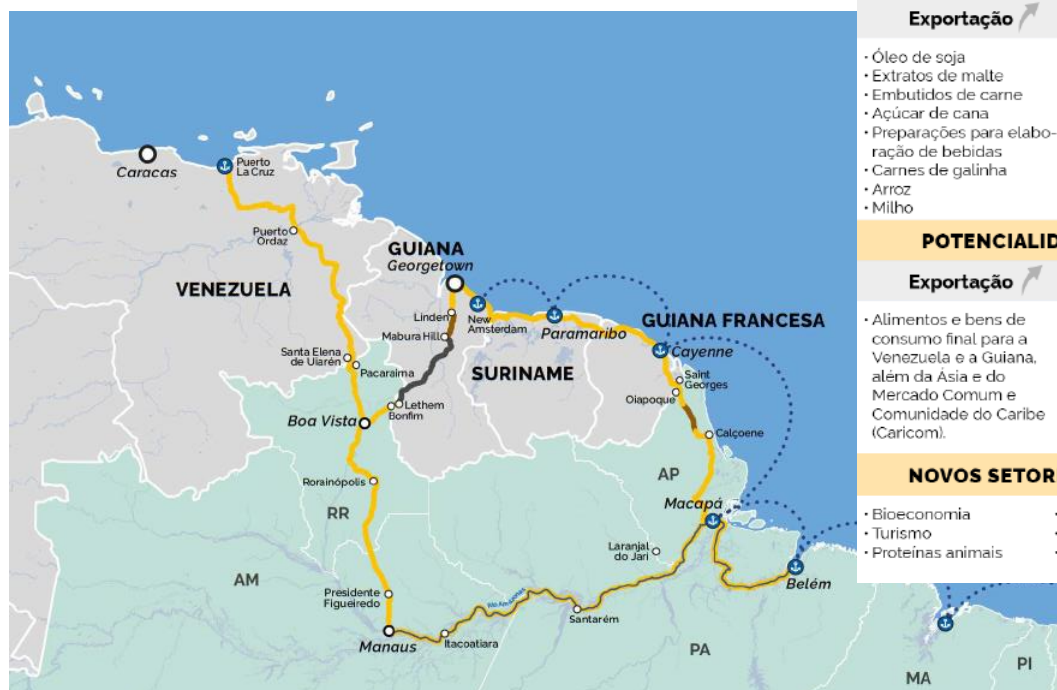 Caracas
Puerto
La Cruz
Puerto
Ordaz
VENEZUELA
GUIANA
Georgetown
Linden
New
Amsterdam
Mabura Hill
Paramaribo
GUIANA FRANCESA
Cayenne
SURINAME
Saint
Georges
Oiapoque
Santa Elena
de Uiarén
Pacaraima
Lethem
Bonfim
Boa Vista
Calçoene
AP
Macapá
Rorainópolis
RR
Laranjal
do Jari
Belém
AM
Presidente
Figueiredo
Rio Amazonas
Santarém
Manaus
Itacoatiara
PA
MA
PI
Exportação
• Óleo de soja
• Extratos de malte
• Embutidos de carne
• Açúcar de cana
• Preparações para elabo-
ração de bebidas
• Carnes de galinha
• Arroz
• Milho
POTENCIALID
Exportação
• Alimentos e bens de
consumo final para a
Venezuela e a Guiana,
além da Ásia e do
Mercado Comum e
Comunidade do Caribe
(Caricom).
NOVOS SETOR
• Bioeconomia
• Turismo
• Proteínas animais